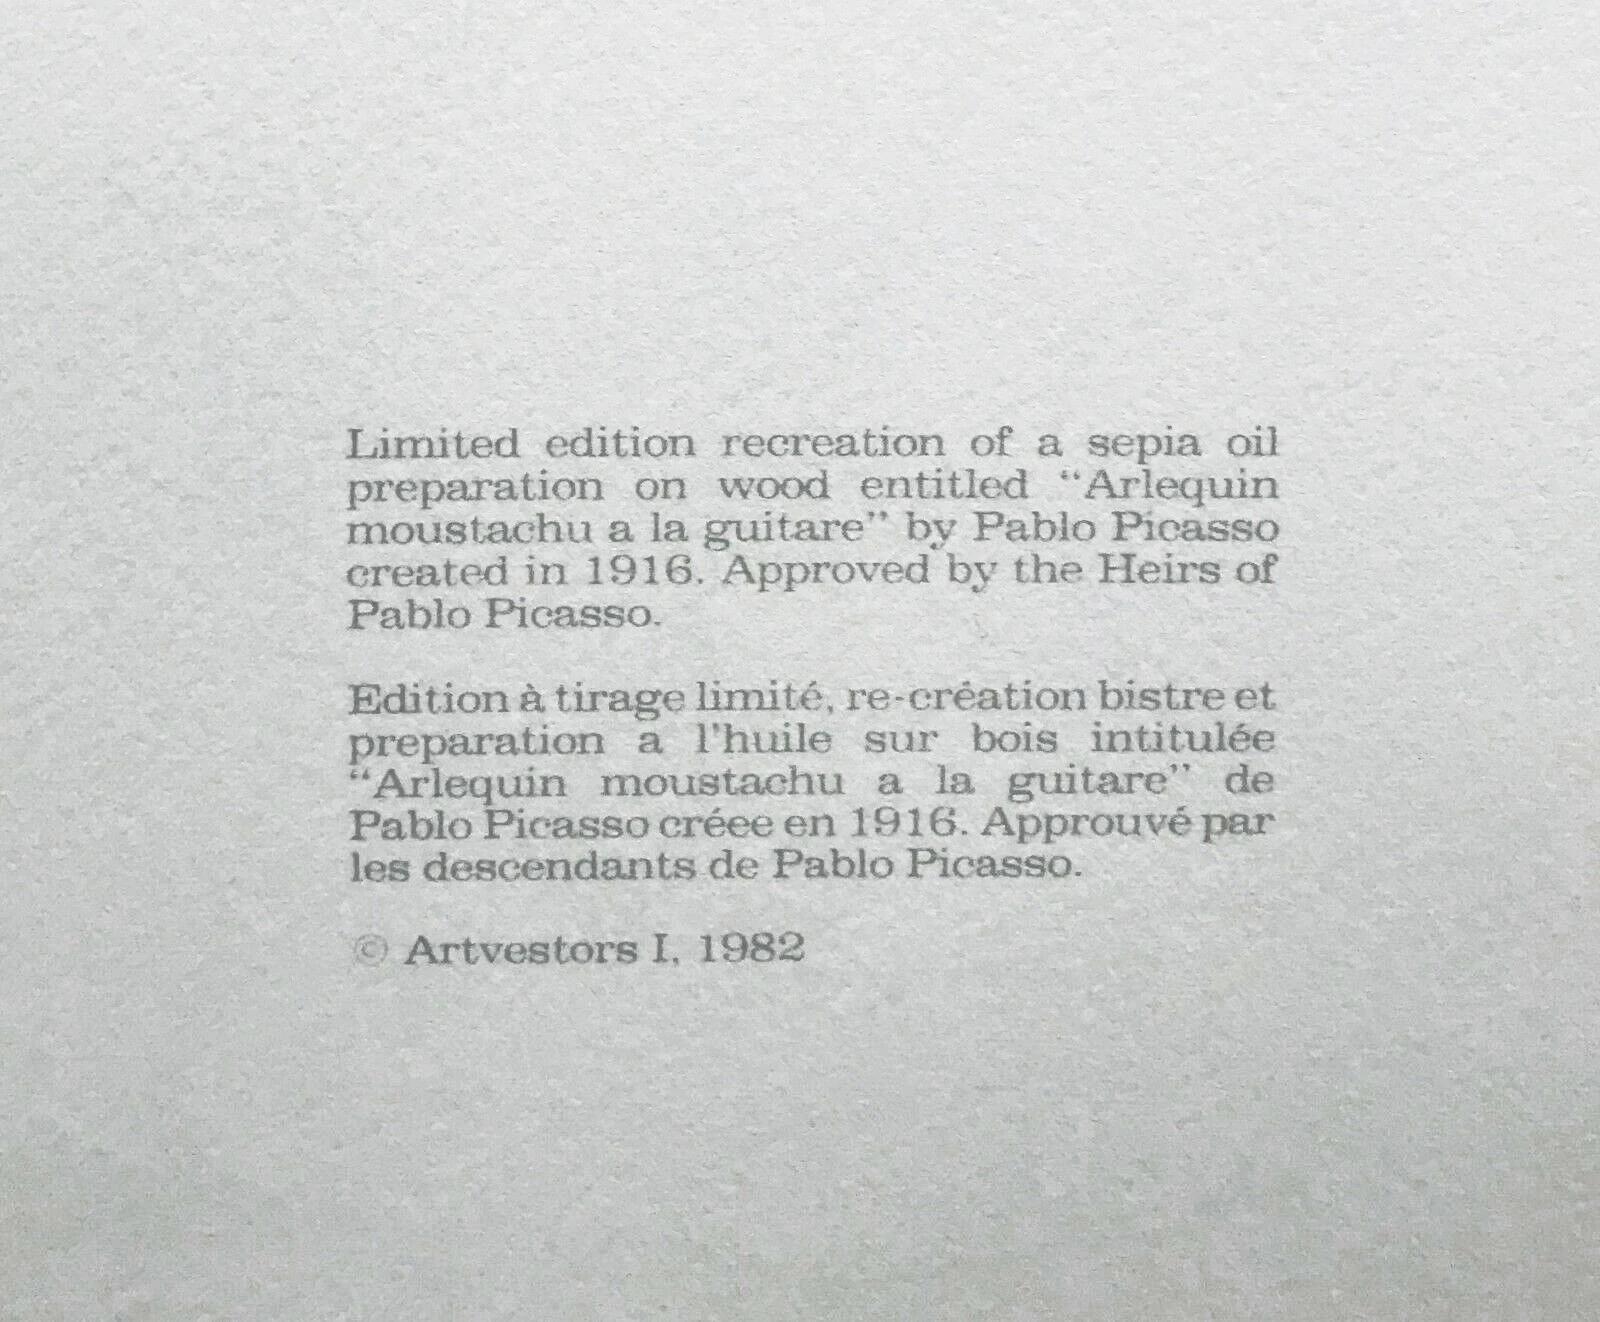 Limited edition recreation of a sepia oil
preparation on wood entitled “Arlequin
moustachu a la guitare” by Pablo Picasso
created in 1916. Approved by the Heirs of
Pablo Picasso.
Edition à tirage limité, re-création bistre et
preparation a l’huile sur bois intitulée
“Arlequin moustachu a la guitare” de
Pablo Picasso créee en 1916. Approuvé par
les descendants de Pablo Picasso.
© Artvestors I, 1982